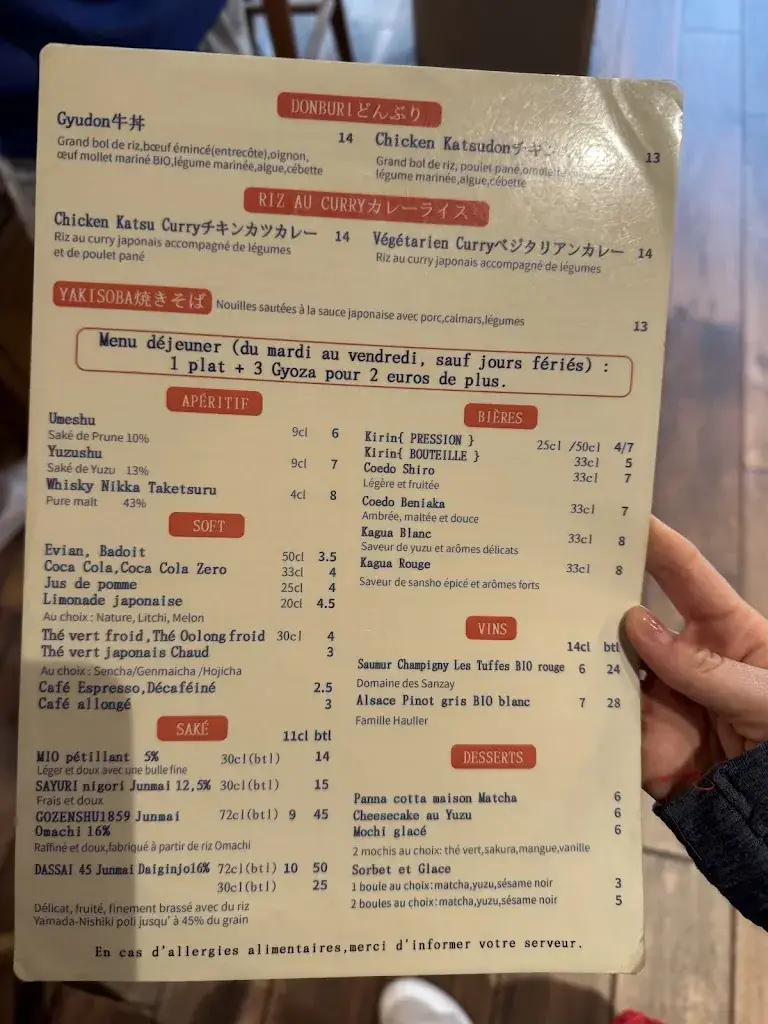 DONBURIどんぶり
Gyudon牛丼 14
Grand bol de riz,bœuf émincé(entrecôte),oignon,
œuf mollet mariné BIO,légume marinée,algue,cébette
Chicken Katsudonチキン 13
Grand bol de riz, poulet pané,omelette
légume marinée,algue,cébette
RIZ AU CURRYカレーライス
Chicken Katsu Curryチキンカツカレー 14
Riz au curry japonais accompagné de légumes
et de poulet pané
Végétarien Curryベジタリアンカレー 14
Riz au curry japonais accompagné de légumes
YAKISOBA焼きそば Nouilles sautées à la sauce japonaise avec porc,calmars,légumes 13
Menu déjeuner (du mardi au vendredi, sauf jours fériés) :
1 plat + 3 Gyoza pour 2 euros de plus.
APÉRITIF
Umeshu
Saké de Prune 10% 9cl 6
Yuzushu
Saké de Yuzu 13% 9cl 7
Whisky Nikka Taketsuru 4cl 8
Pure malt 43%
SOFT
Evian, Badoit 50cl 3.5
Coca Cola,Coca Cola Zero 33cl 4
Jus de pomme 25cl 4
Limonade japonaise 20cl 4.5
Au choix : Nature, Litchi, Melon
Thé vert froid,Thé Oolong froid 30cl 4
Thé vert japonais Chaud 3
Au choix : Sencha/Genmaicha /Hojicha
Café Espresso,Décaféiné 2.5
Café allongé 3
SAKÉ
11cl btl
MIO pétillant 5% 30cl(btl) 14
Léger et doux avec une bulle fine
SAYURI nigori Junmai 12,5% 30cl(btl) 15
Frais et doux
GOZENSHU1859 Junmai 72cl(btl) 9 45
Omachi 16%
Raffiné et doux,fabriqué à partir de riz Omachi
DASSAI 45 Junmai Daiginjo16% 72cl(btl) 10 50
30cl(btl) 25
Délicat, fruité, finement brassé avec du riz
Yamada-Nishiki poli jusqu' à 45% du grain
BIÈRES
Kirin{ PRESSION } 25cl /50cl 4/7
Kirin{ BOUTEILLE } 33cl 5
Coedo Shiro 33cl 7
Légère et fruitée
Coedo Beniaka 33cl 7
Ambrée, maltée et douce
Kagua Blanc 33cl 8
Saveur de yuzu et arômes délicats
Kagua Rouge 33cl 8
Saveur de sansho épicé et arômes forts
VINS
14cl btl
Saumur Champigny Les Tuffes BIO rouge 6 24
Domaine des Sanzay
Alsace Pinot gris BIO blanc 7 28
Famille Hauller
DESSERTS
Panna cotta maison Matcha 6
Cheesecake au Yuzu 6
Mochi glacé 6
2 mochis au choix: thé vert,sakura,mangue,vanille
Sorbet et Glace
1 boule au choix:matcha,yuzu,sésame noir 3
2 boules au choix:matcha,yuzu,sésame noir 5
En cas d'allergies alimentaires,merci d'informer votre serveur.